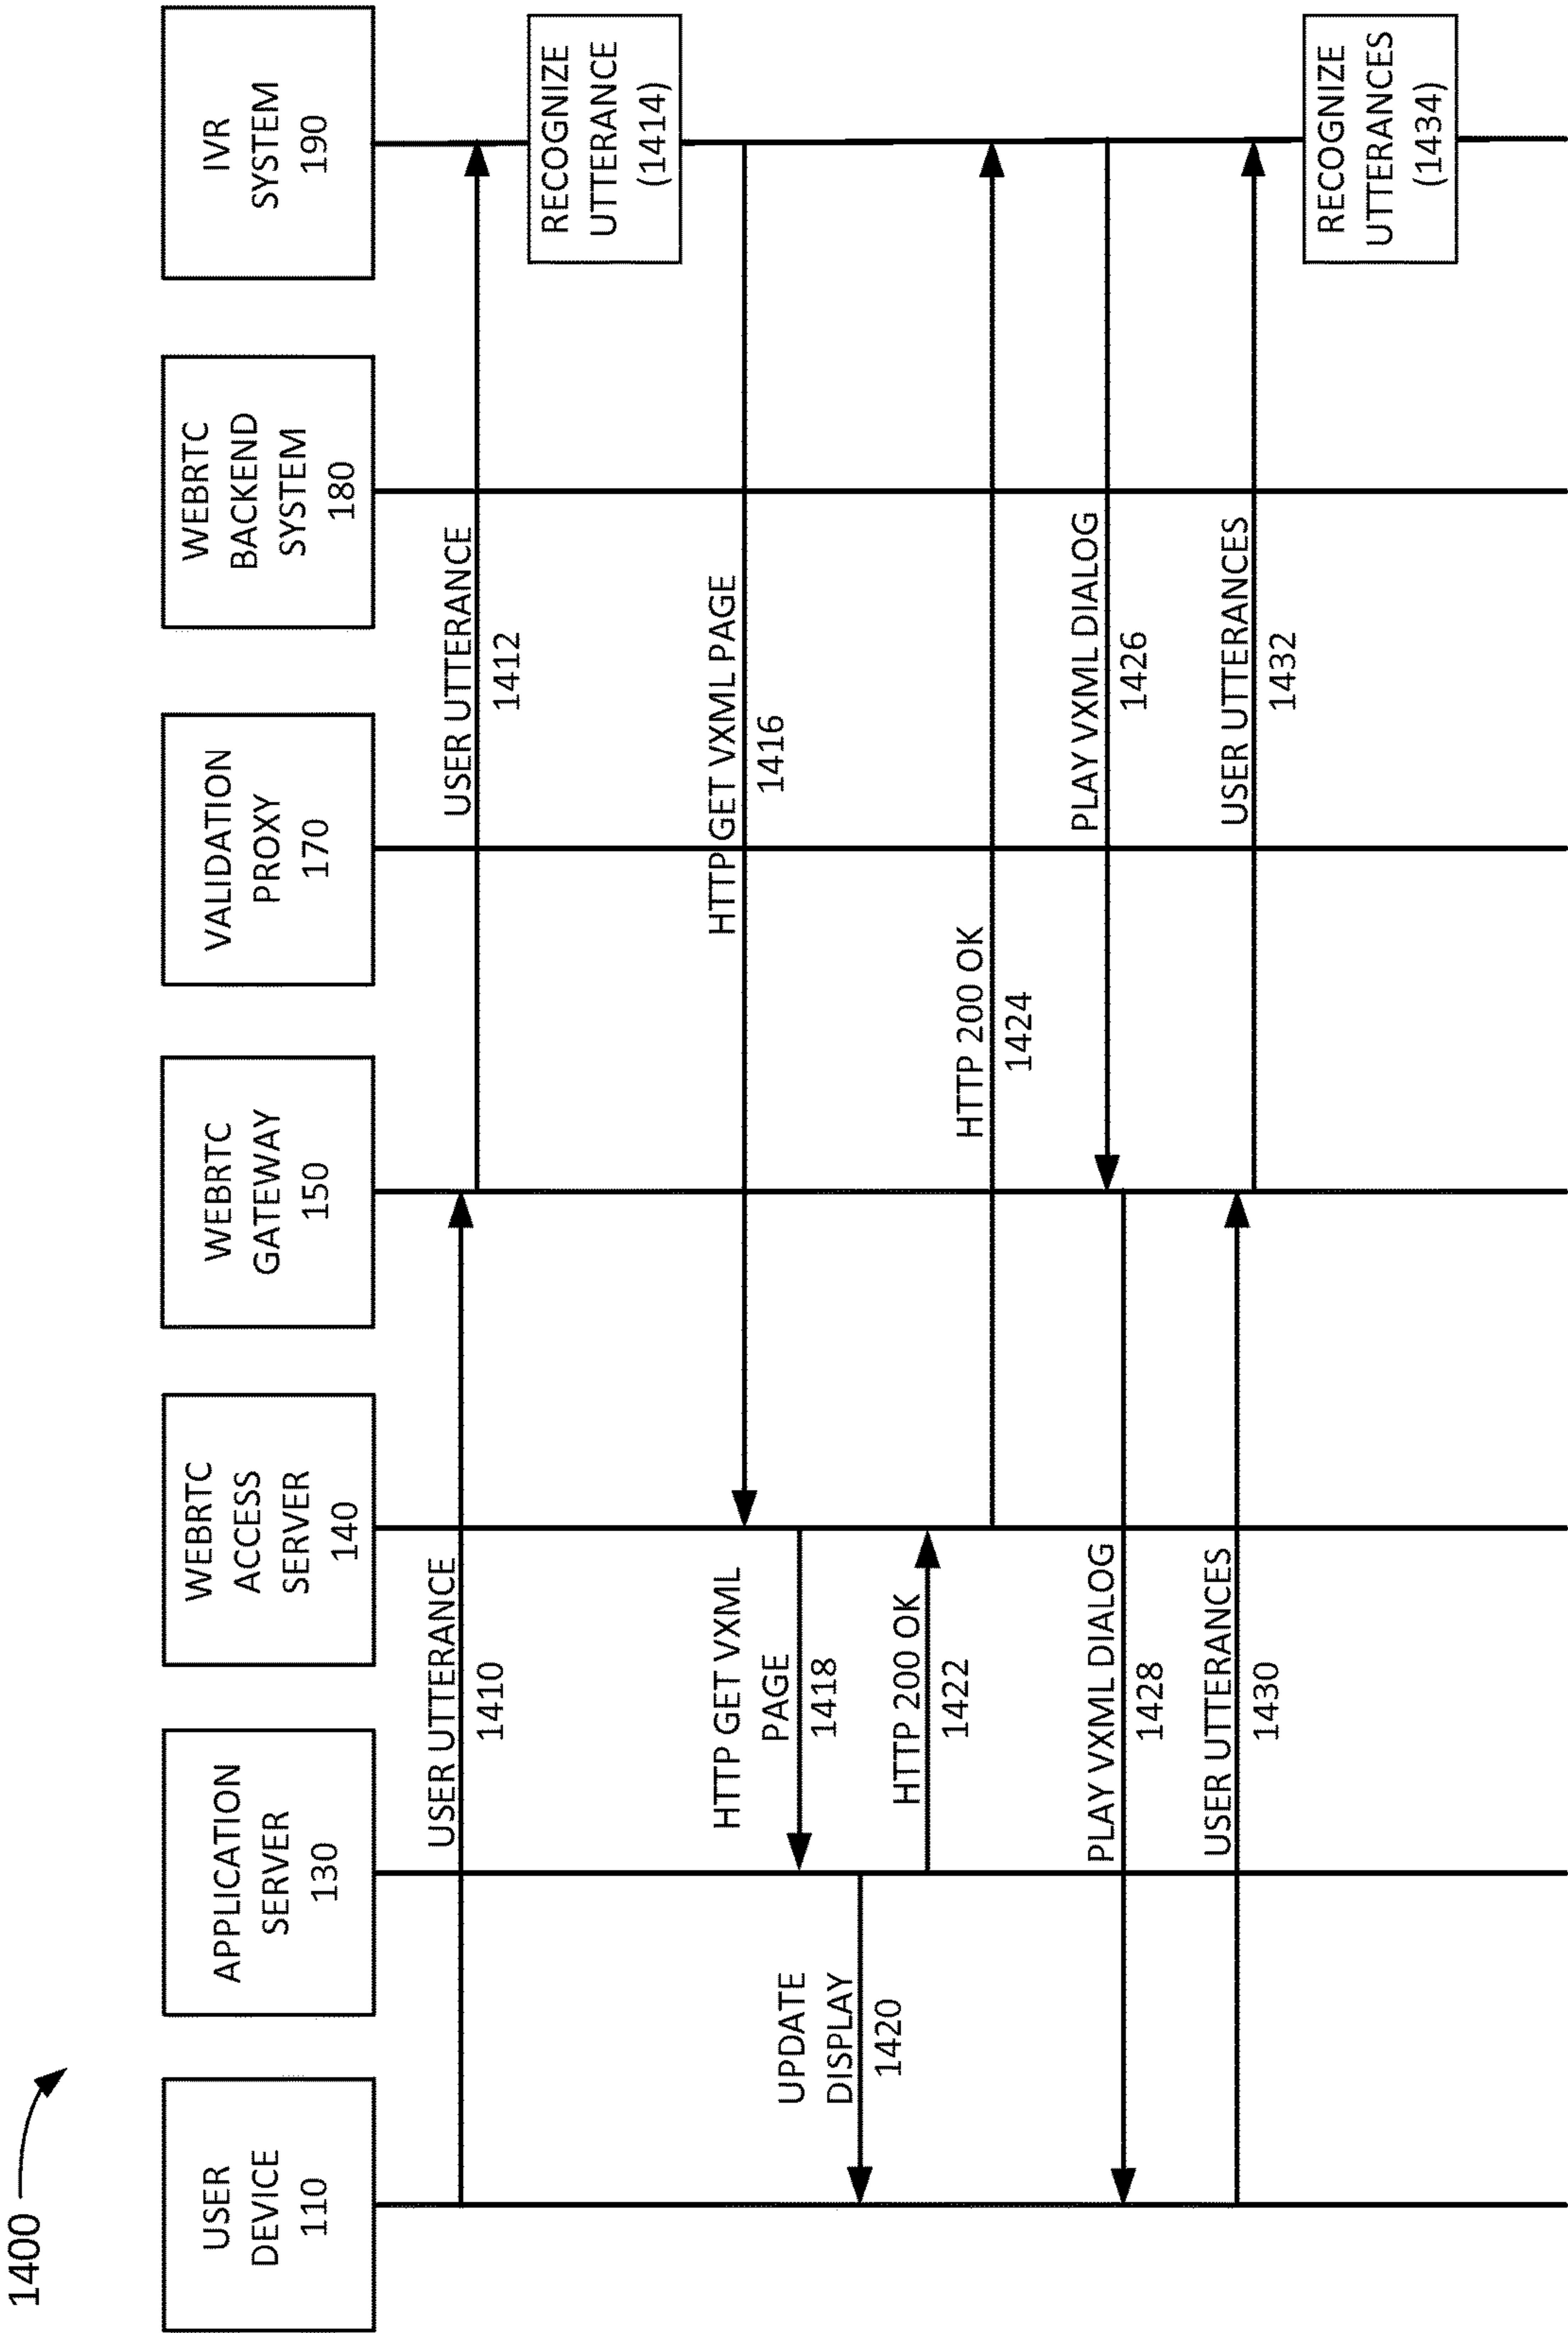 1400
USER
DEVICE
110
APPLICATION
SERVER
130
WEBRTC
ACCESS
SERVER
140
WEBRTC
GATEWAY
150
VALIDATION
PROXY
170
WEBRTC
BACKEND
SYSTEM
180
IVR
SYSTEM
190
USER UTTERANCE
1410
USER UTTERANCE
1412
RECOGNIZE
UTTERANCE
(1414)
HTTP GET VXML PAGE
1416
HTTP GET VXML
PAGE
1418
UPDATE
DISPLAY
1420
HTTP 200 OK
1422
HTTP 200 OK
1424
PLAY VXML DIALOG
1426
PLAY VXML DIALOG
1428
USER UTTERANCES
1430
USER UTTERANCES
1432
RECOGNIZE
UTTERANCES
(1434)